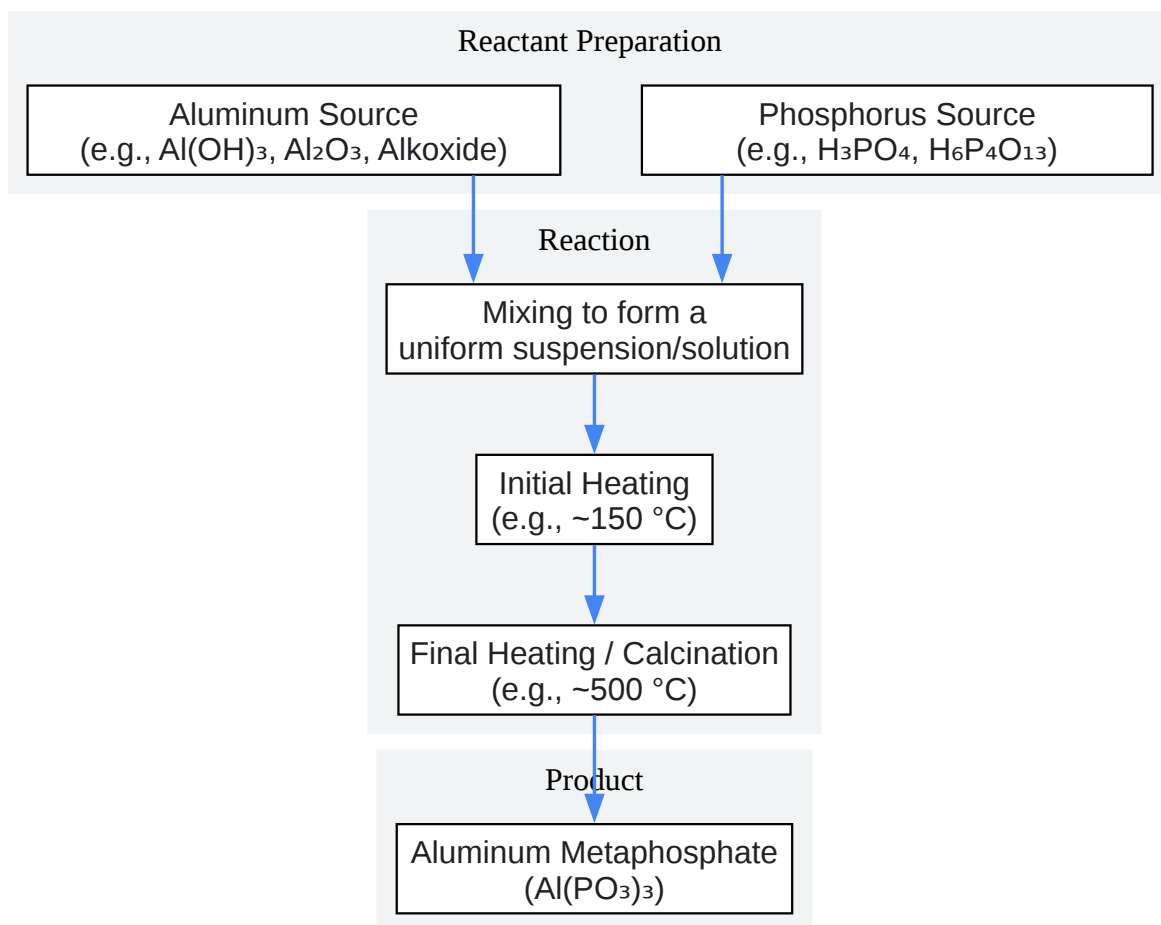 Reactant Preparation
Aluminum Source
(e.g., Al(OH)₃, Al₂O₃, Alkoxide)
Phosphorus Source
(e.g., H₃PO₄, H₆P₄O₁₃)
Reaction
Mixing to form a
uniform suspension/solution
Initial Heating
(e.g., ~150 °C)
Final Heating / Calcination
(e.g., ~500 °C)
Product
Aluminum Metaphosphate
(Al(PO₃)₃)